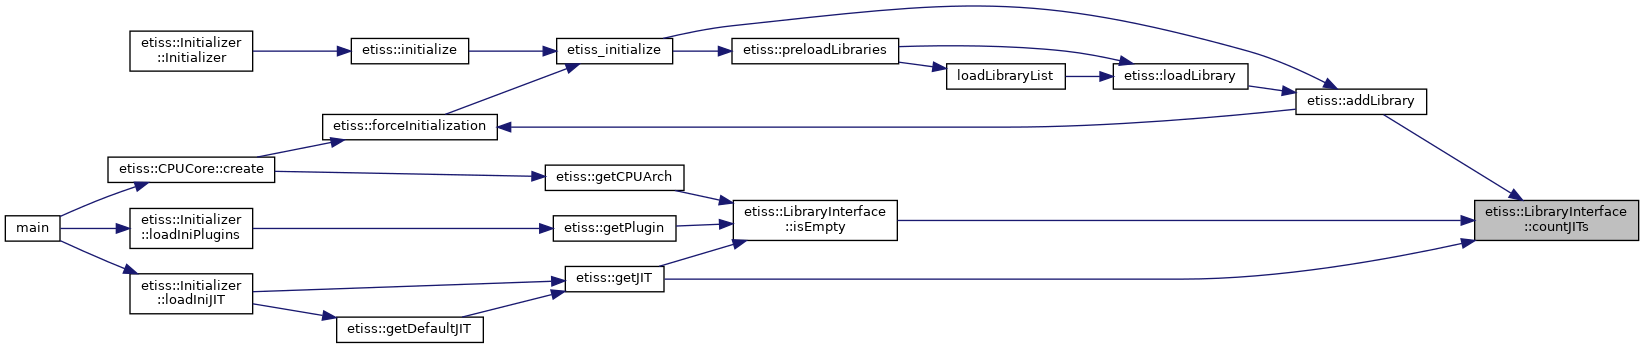 etiss::Initializer
::Initializer
etiss::initialize
etiss_initialize
etiss::preloadLibraries
loadLibraryList
etiss::loadLibrary
etiss::addLibrary
etiss::forceInitialization
etiss::CPUCore::create
etiss::getCPUArch
main
etiss::Initializer
::loadIniPlugins
etiss::getPlugin
etiss::LibraryInterface
::isEmpty
etiss::LibraryInterface
::countJITs
etiss::Initializer
::loadIniJIT
etiss::getJIT
etiss::getDefaultJIT